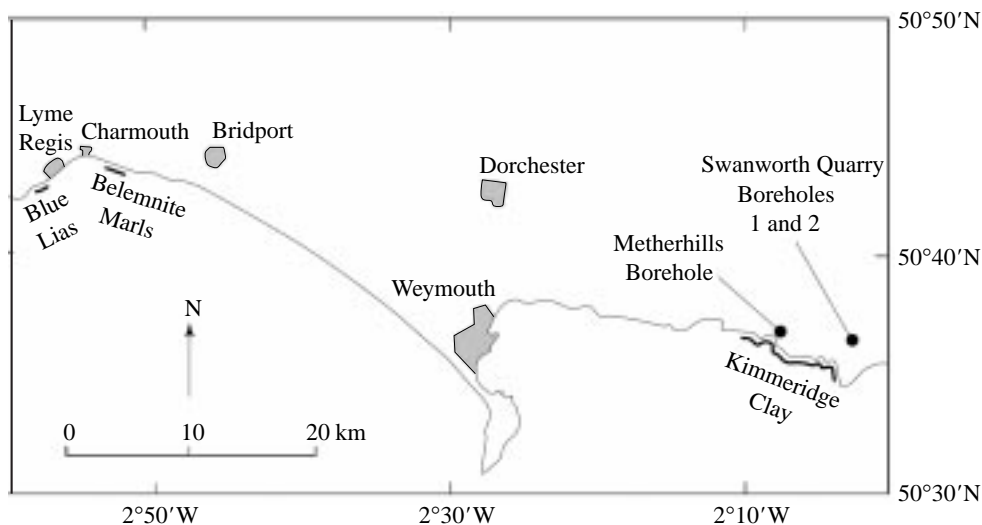 50°50′N
Lyme
Regis
Charmouth
Bridport
Dorchester
Swanworth Quarry
Boreholes
1 and 2
Blue
Lias
Belemnite
Marls
Metherhills
Borehole
50°40′N
Weymouth
N
Kimmeridge
Clay
0 10 20 km
50°30′N
2°50′W 2°30′W 2°10′W